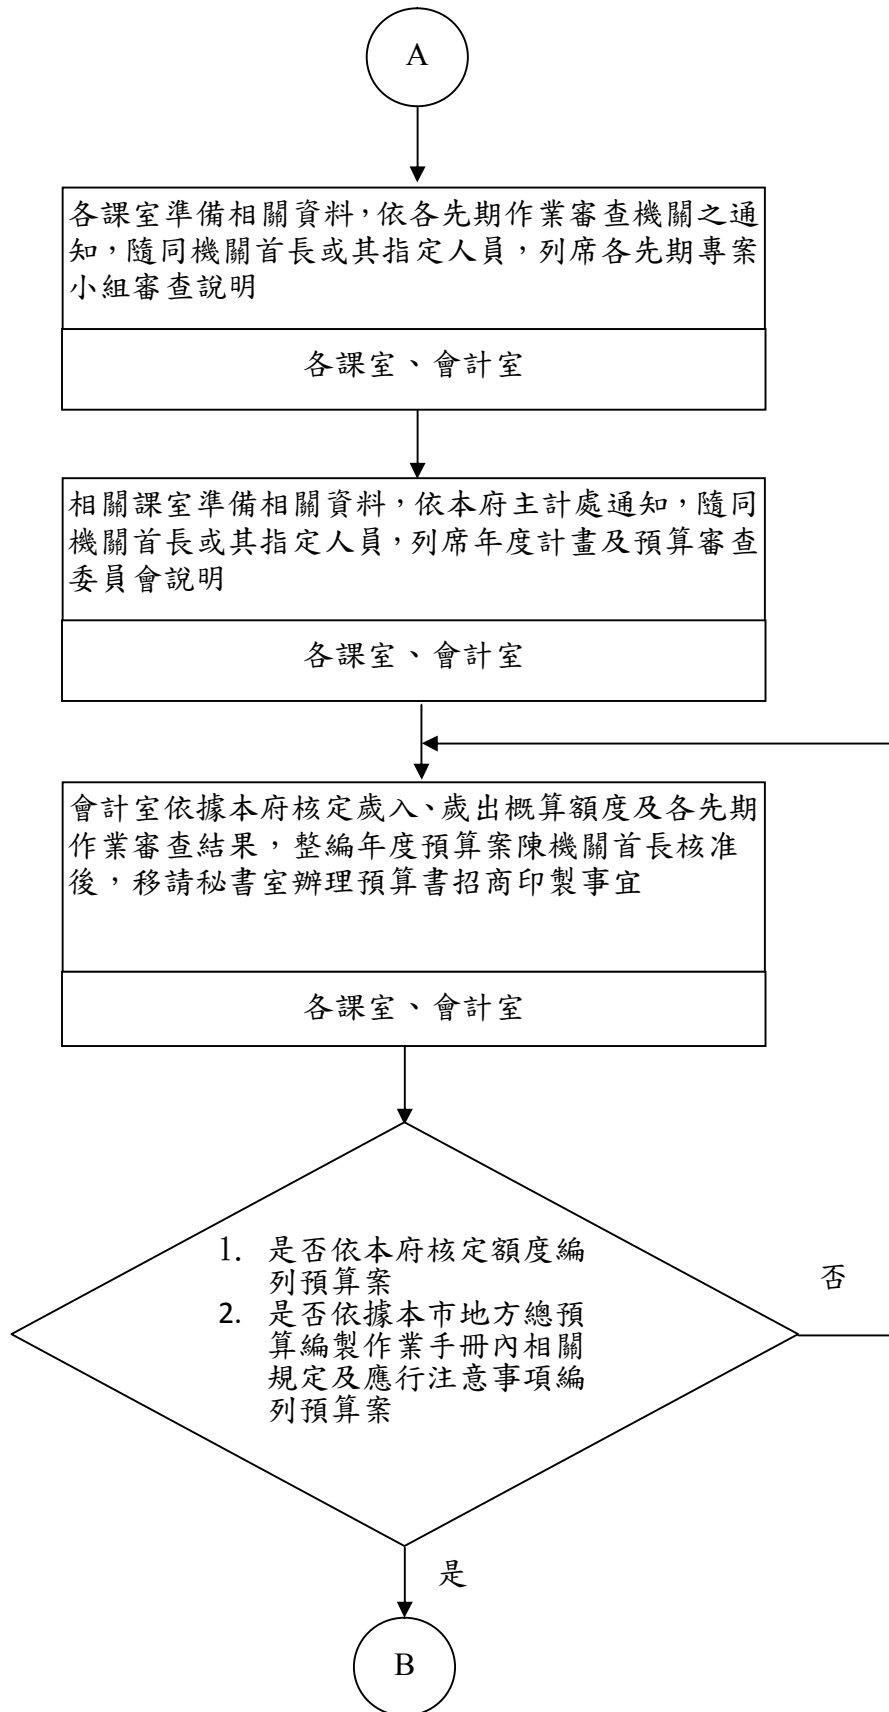 A
各課室準備相關資料，依各先期作業審查機關之通
知，隨同機關首長或其指定人員，列席各先期專案
小組審查說明
各課室、會計室
相關課室準備相關資料，依本府主計處通知，隨同
機關首長或其指定人員，列席年度計畫及預算審查
委員會說明
各課室、會計室
會計室依據本府核定歲入、歲出概算額度及各先期
作業審查結果，整編年度預算案陳機關首長核准
後，移請秘書室辦理預算書招商印製事宜
各課室、會計室
1. 是否依本府核定額度編
列預算案
2. 是否依據本市地方總預
算編製作業手冊內相關
規定及應行注意事項編
列預算案
否
是
B